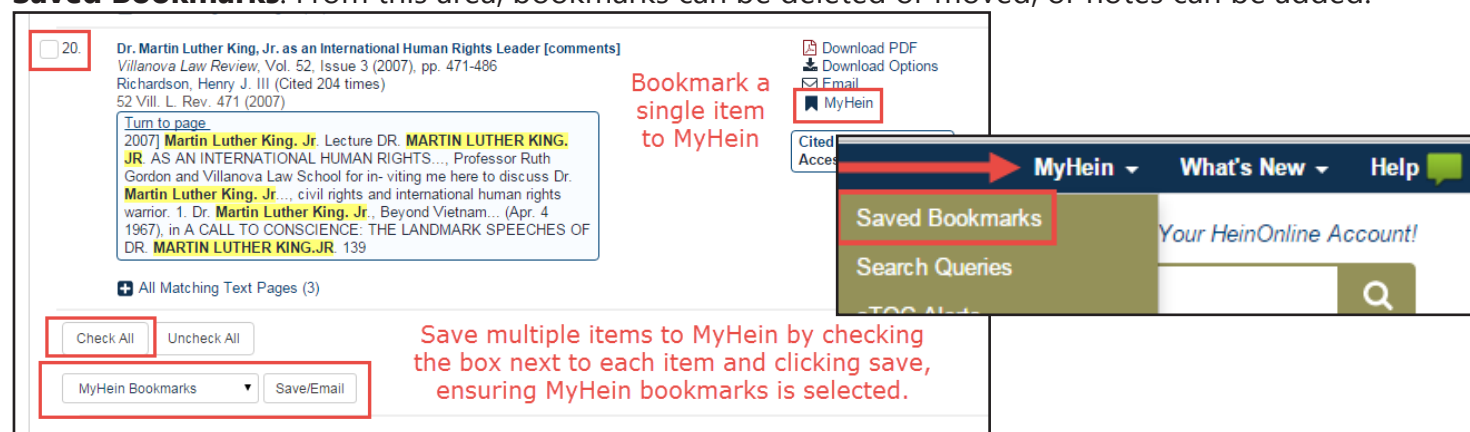 Saved Bookmarks. From this area, bookmarks can be deleted or moved, or notes can be added.
20.
Dr. Martin Luther King, Jr. as an International Human Rights Leader [comments]
Villanova Law Review, Vol. 52, Issue 3 (2007), pp. 471-486
Richardson, Henry J. III (Cited 204 times)
52 Vill. L. Rev. 471 (2007)
Turn to page
2007] Martin Luther King. Jr. Lecture DR. MARTIN LUTHER KING.
JR. AS AN INTERNATIONAL HUMAN RIGHTS..., Professor Ruth
Gordon and Villanova Law School for in- viting me here to discuss Dr.
Martin Luther King. Jr...., civil rights and international human rights
warrior. 1. Dr. Martin Luther King. Jr., Beyond Vietnam... (Apr. 4
1967), in A CALL TO CONSCIENCE: THE LANDMARK SPEECHES OF
DR. MARTIN LUTHER KING.JR. 139
All Matching Text Pages (3)
Bookmark a
single item
to MyHein
Download PDF
Download Options
Email
MyHein
Cited
MyHein
What's New
Help
Saved Bookmarks
Your HeinOnline Account!
Search Queries
Check All
Uncheck All
MyHein Bookmarks
Save/Email
Save multiple items to MyHein by checking
the box next to each item and clicking save,
ensuring MyHein bookmarks is selected.